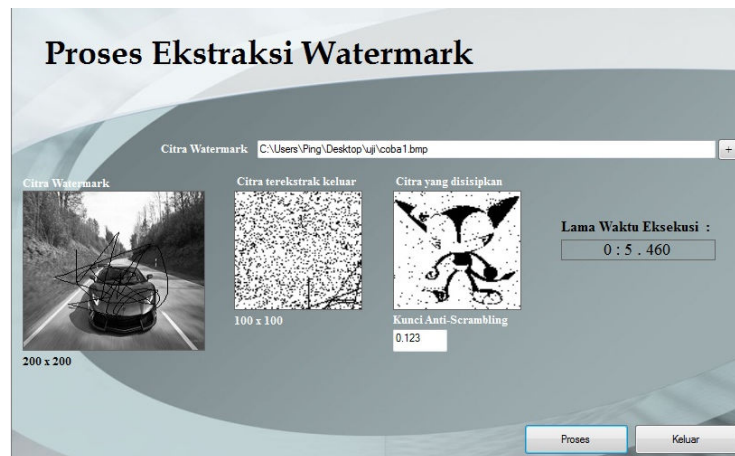 Proses Ekstraksi Watermark
Citra Watermark C:\Users\Ping\Desktop\uji\coba1.bmp +
Citra Watermark
Citra terekstrak keluar
Citra yang disisipkan
Lama Waktu Eksekusi :
0 : 5 . 460
100 x 100
Kunci Anti-Scrambling
0.123
200 x 200
Proses
Keluar